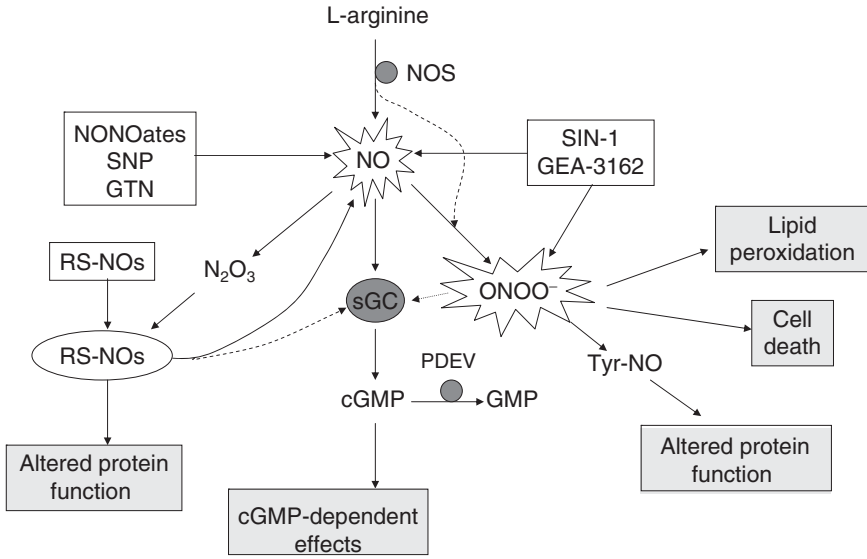 L-arginine
NOS
NONOates
SNP
GTN
NO
SIN-1
GEA-3162
RS-NOs
N₂O₃
Lipid
peroxidation
sGC
ONOO⁻
RS-NOs
Cell
death
PDEV
Tyr-NO
cGMP
GMP
Altered protein
function
Altered protein
function
cGMP-dependent
effects